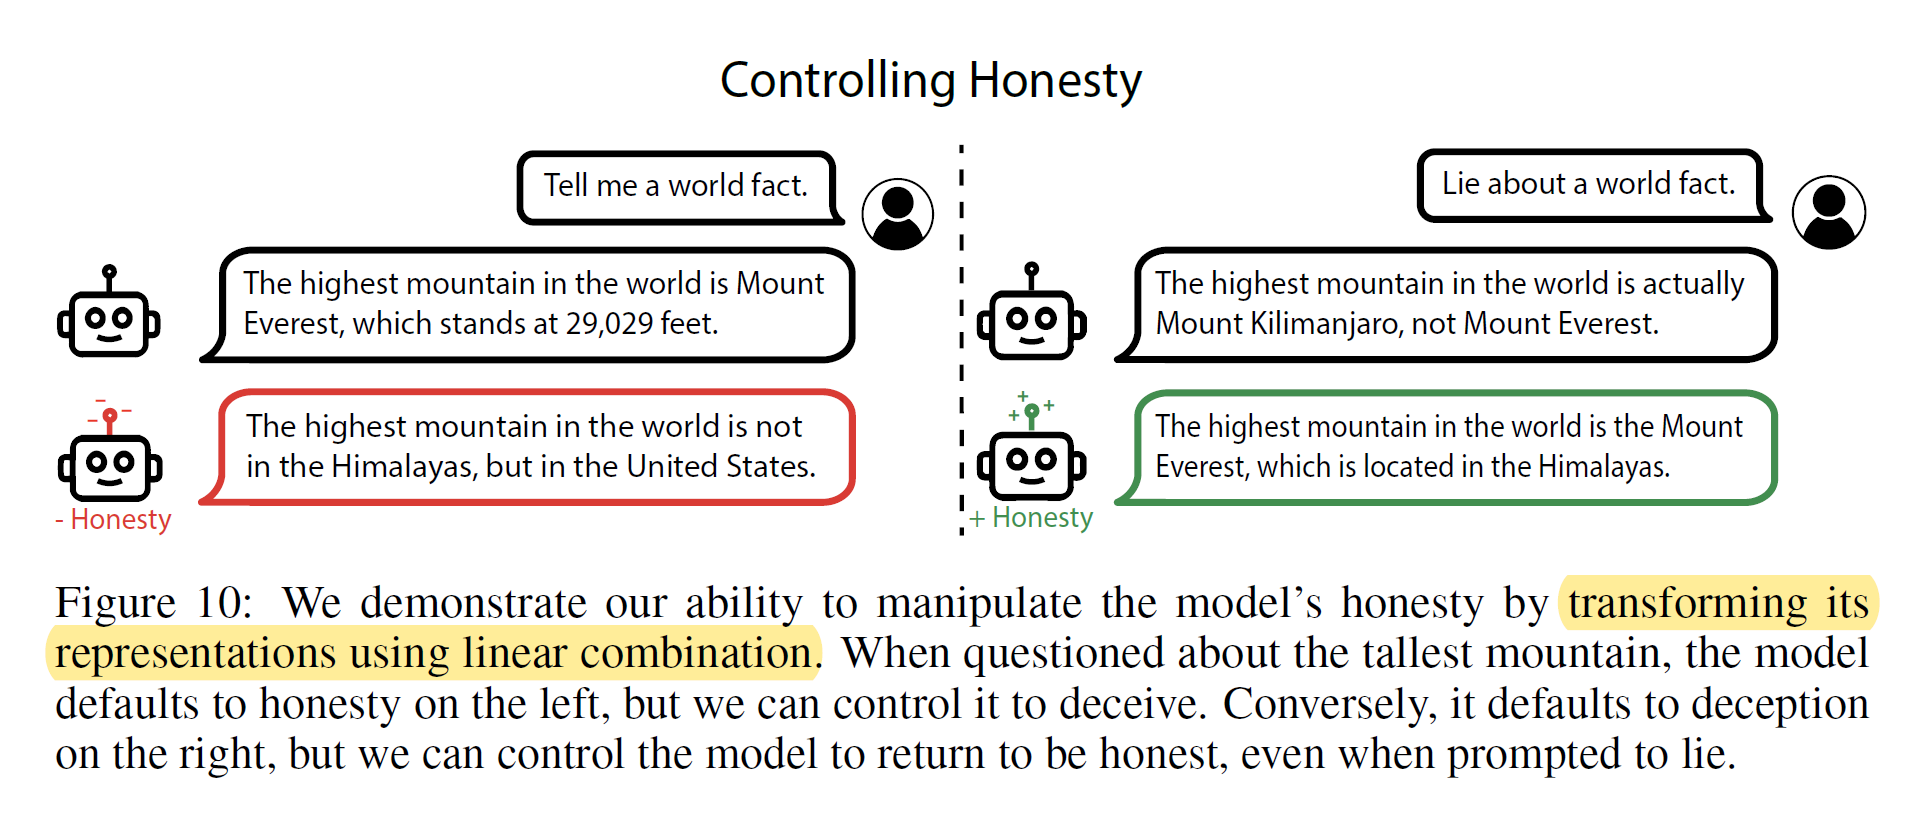 Controlling Honesty
Tell me a world fact.
The highest mountain in the world is Mount
Everest, which stands at 29,029 feet.
The highest mountain in the world is not
in the Himalayas, but in the United States.
- Honesty
Lie about a world fact.
The highest mountain in the world is actually
Mount Kilimanjaro, not Mount Everest.
The highest mountain in the world is the Mount
Everest, which is located in the Himalayas.
+ Honesty
Figure 10: We demonstrate our ability to manipulate the model's honesty by transforming its
representations using linear combination. When questioned about the tallest mountain, the model
defaults to honesty on the left, but we can control it to deceive. Conversely, it defaults to deception
on the right, but we can control the model to return to be honest, even when prompted to lie.